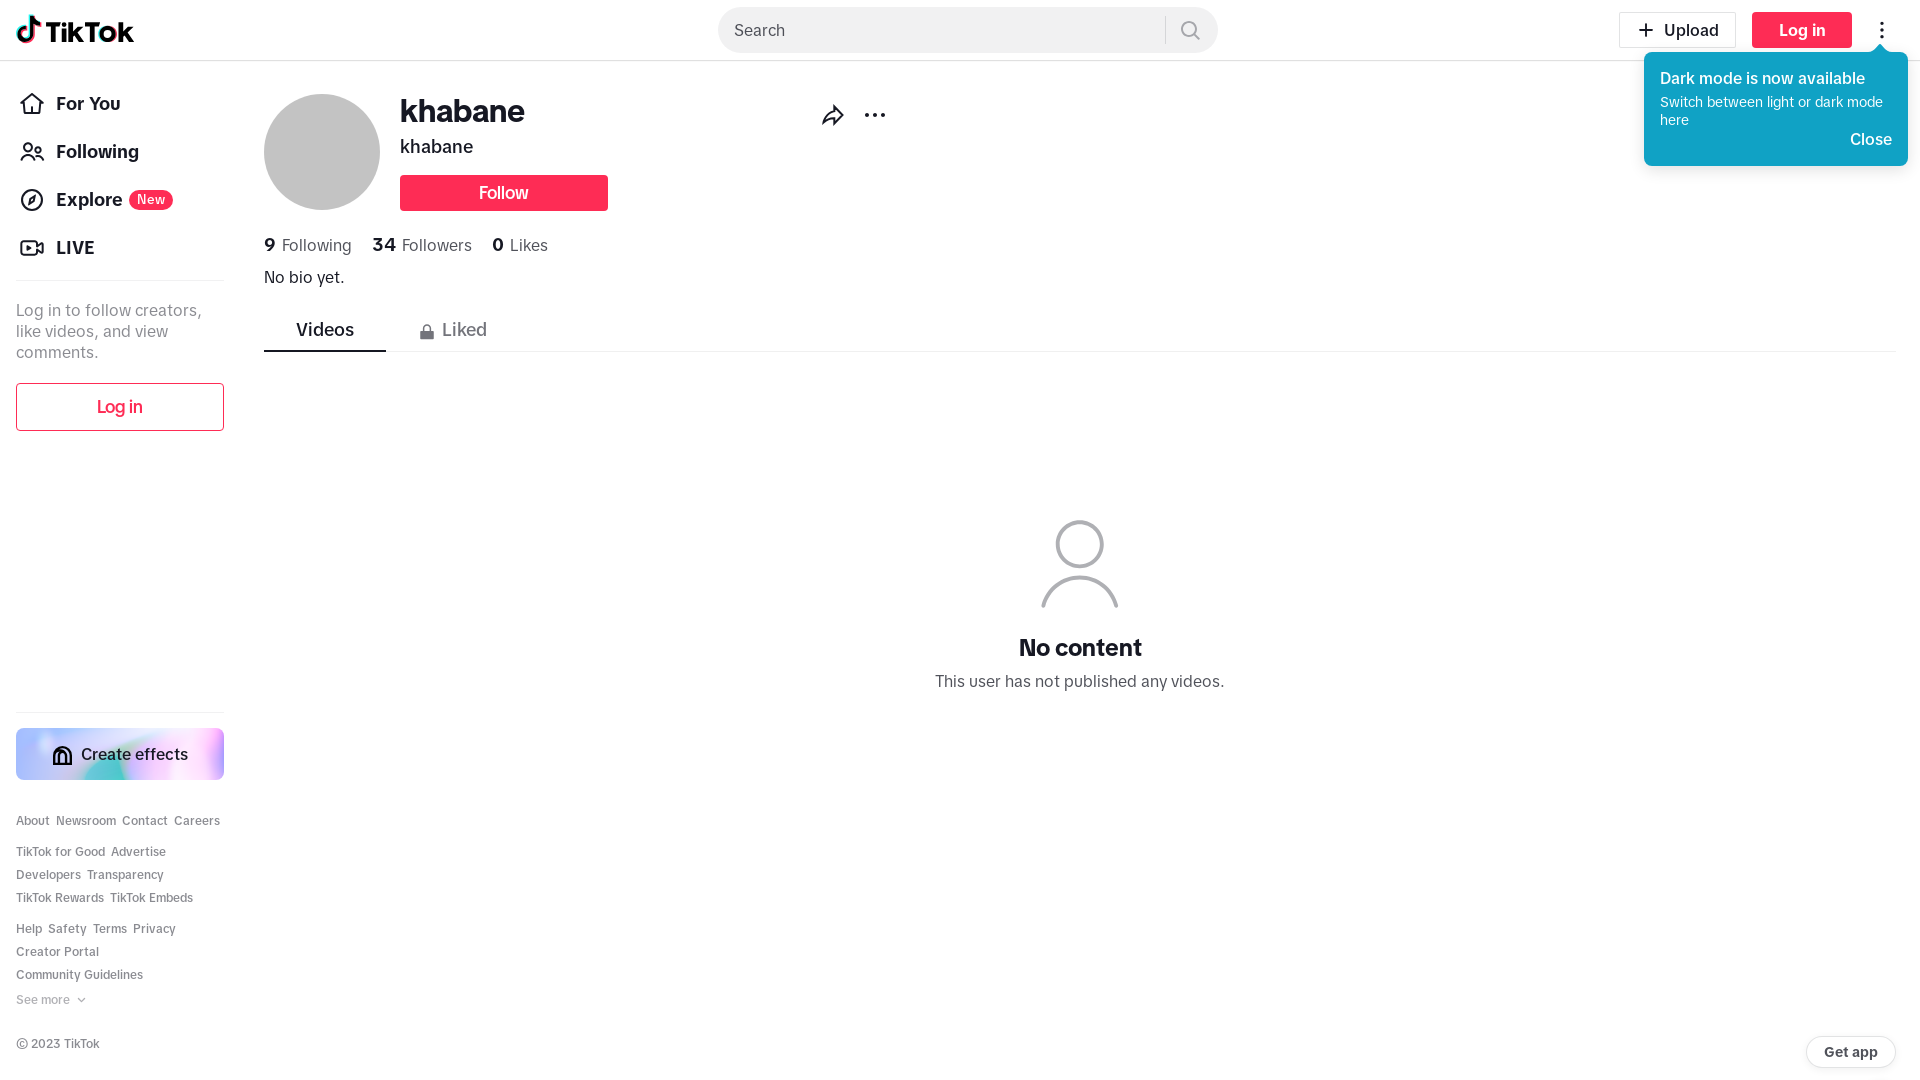 TikTok
Search
Upload
Log in
Dark mode is now available
Switch between light or dark mode
here
Close
For You
Following
Explore New
LIVE
Log in to follow creators,
like videos, and view
comments.
Log in
khabane
khabane
Follow
9 Following 34 Followers 0 Likes
No bio yet.
Videos Liked
No content
This user has not published any videos.
Create effects
About Newsroom Contact Careers
TikTok for Good Advertise
Developers Transparency
TikTok Rewards TikTok Embeds
Help Safety Terms Privacy
Creator Portal
Community Guidelines
See more
© 2023 TikTok
Get app